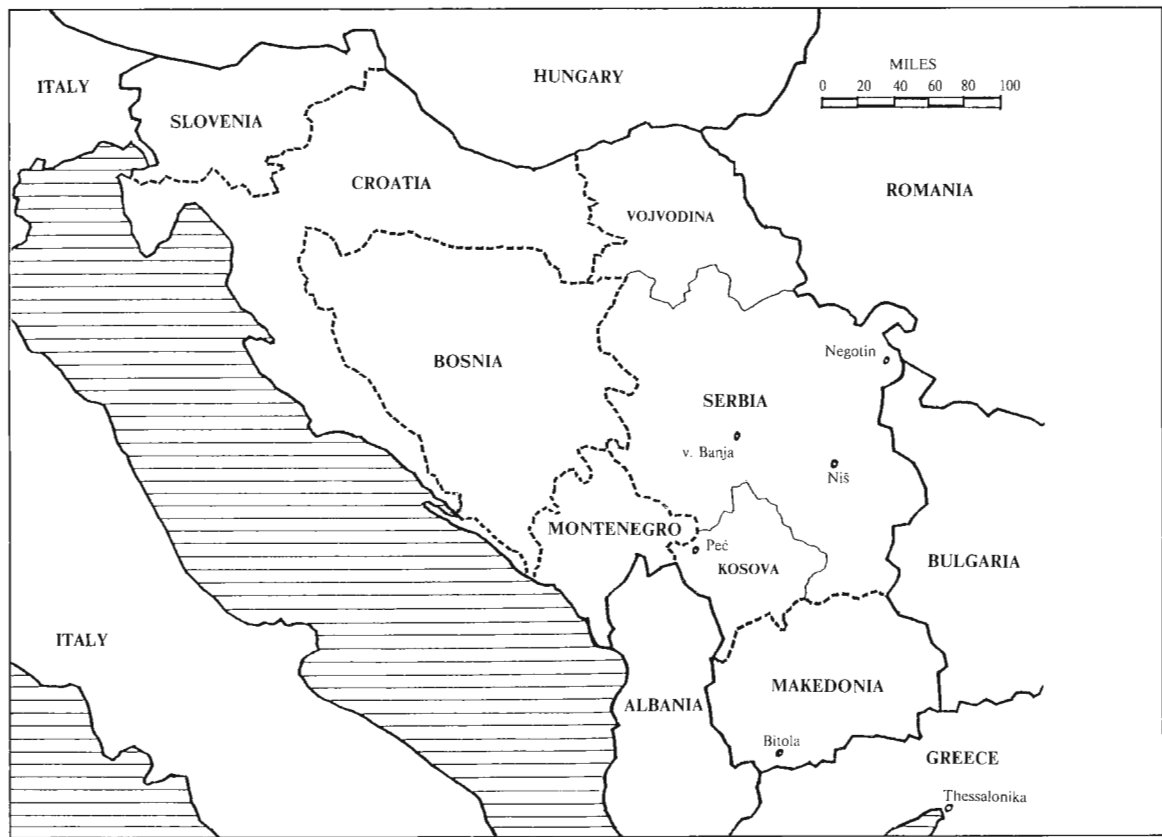 HUNGARY
MILES
0 20 40 60 80 100
ITALY
SLOVENIA
CROATIA
ROMANIA
VOJVODINA
Negotin
BOSNIA
SERBIA
v. Banja
Niš
MONTENEGRO
Peć
KOSOVA
BULGARIA
ITALY
MAKEDONIA
ALBANIA
Bitola
GREECE
Thessalonika